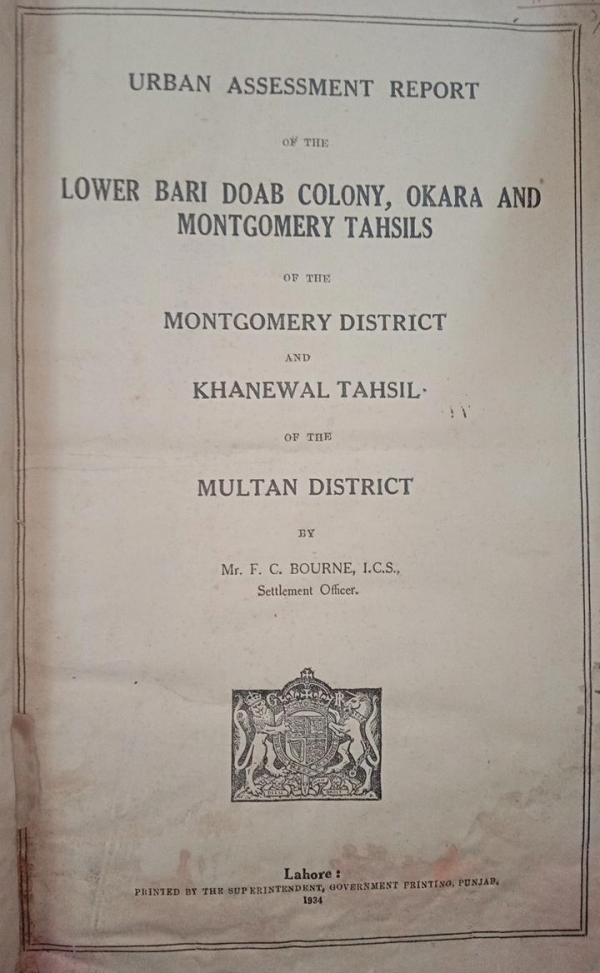 URBAN ASSESSMENT REPORT
OF THE
LOWER BARI DOAB COLONY, OKARA AND
MONTGOMERY TAHSILS
OF THE
MONTGOMERY DISTRICT
AND
KHANEWAL TAHSIL
OF THE
MULTAN DISTRICT
BY
Mr. F. C. BOURNE, I.C.S.,
Settlement Officer.
G R
Lahore:
PRINTED BY THE SUPERINTENDENT, GOVERNMENT PRINTING, PUNJAB,
1934